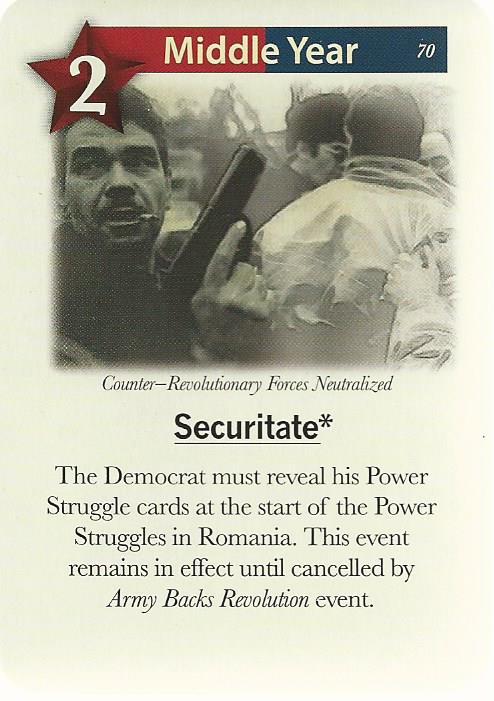 2
Middle Year
70
Counter–Revolutionary Forces Neutralized
Securitate*
The Democrat must reveal his Power
Struggle cards at the start of the Power
Struggles in Romania. This event
remains in effect until cancelled by
Army Backs Revolution event.